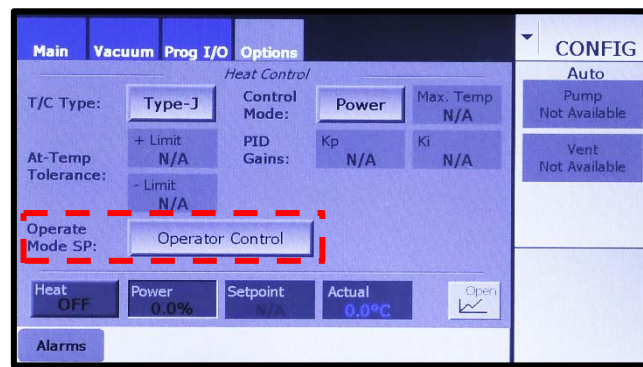 Main Vacuum Prog I/O Options
CONFIG
Heat Control
Auto
T/C Type:
Type-J
Control
Mode:
Power
Max. Temp
N/A
Pump
Not Available
At-Temp
Tolerance:
+ Limit
N/A
PID
Gains:
Kp
N/A
Ki
N/A
Vent
Not Available
- Limit
N/A
Operate
Mode SP:
Operator Control
Heat
OFF
Power
0.0%
Setpoint
N/A
Actual
0.0°C
Open
Alarms